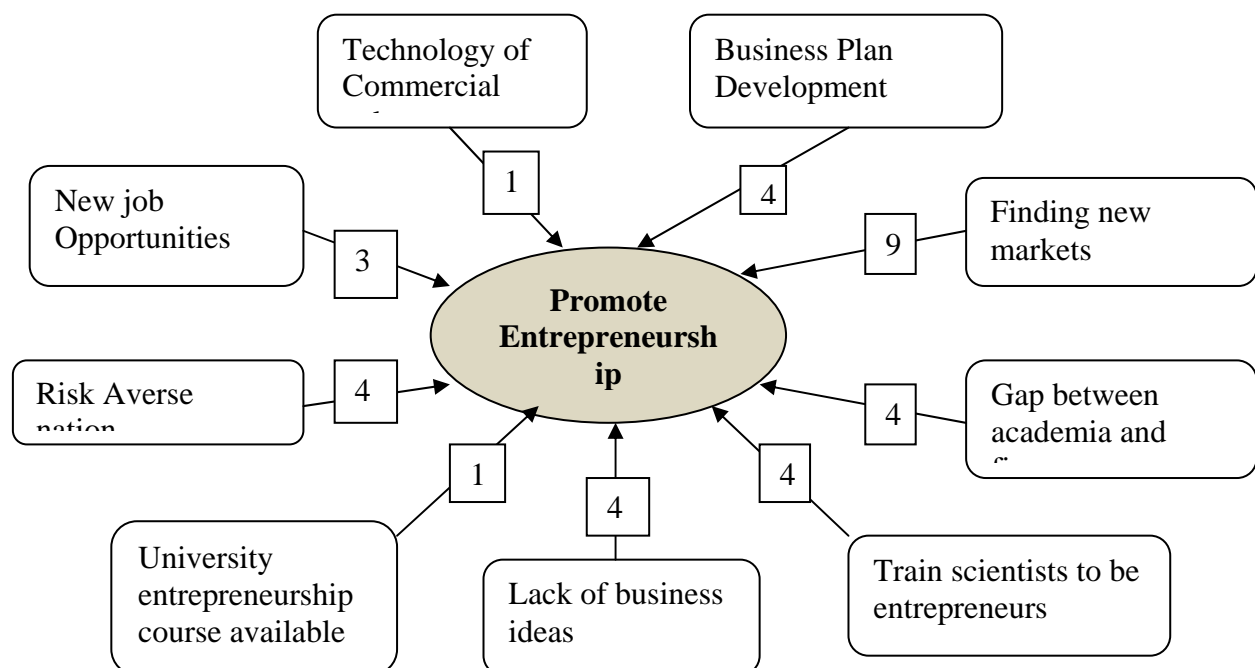 Technology of
Commercial
Business Plan
Development
1
4
New job
Opportunities
Finding new
markets
3
9
Promote
Entrepreneursh
ip
Risk Averse
nation
4
4
Gap between
academia and
1
4
4
University
entrepreneurship
course available
Lack of business
ideas
Train scientists to be
entrepreneurs